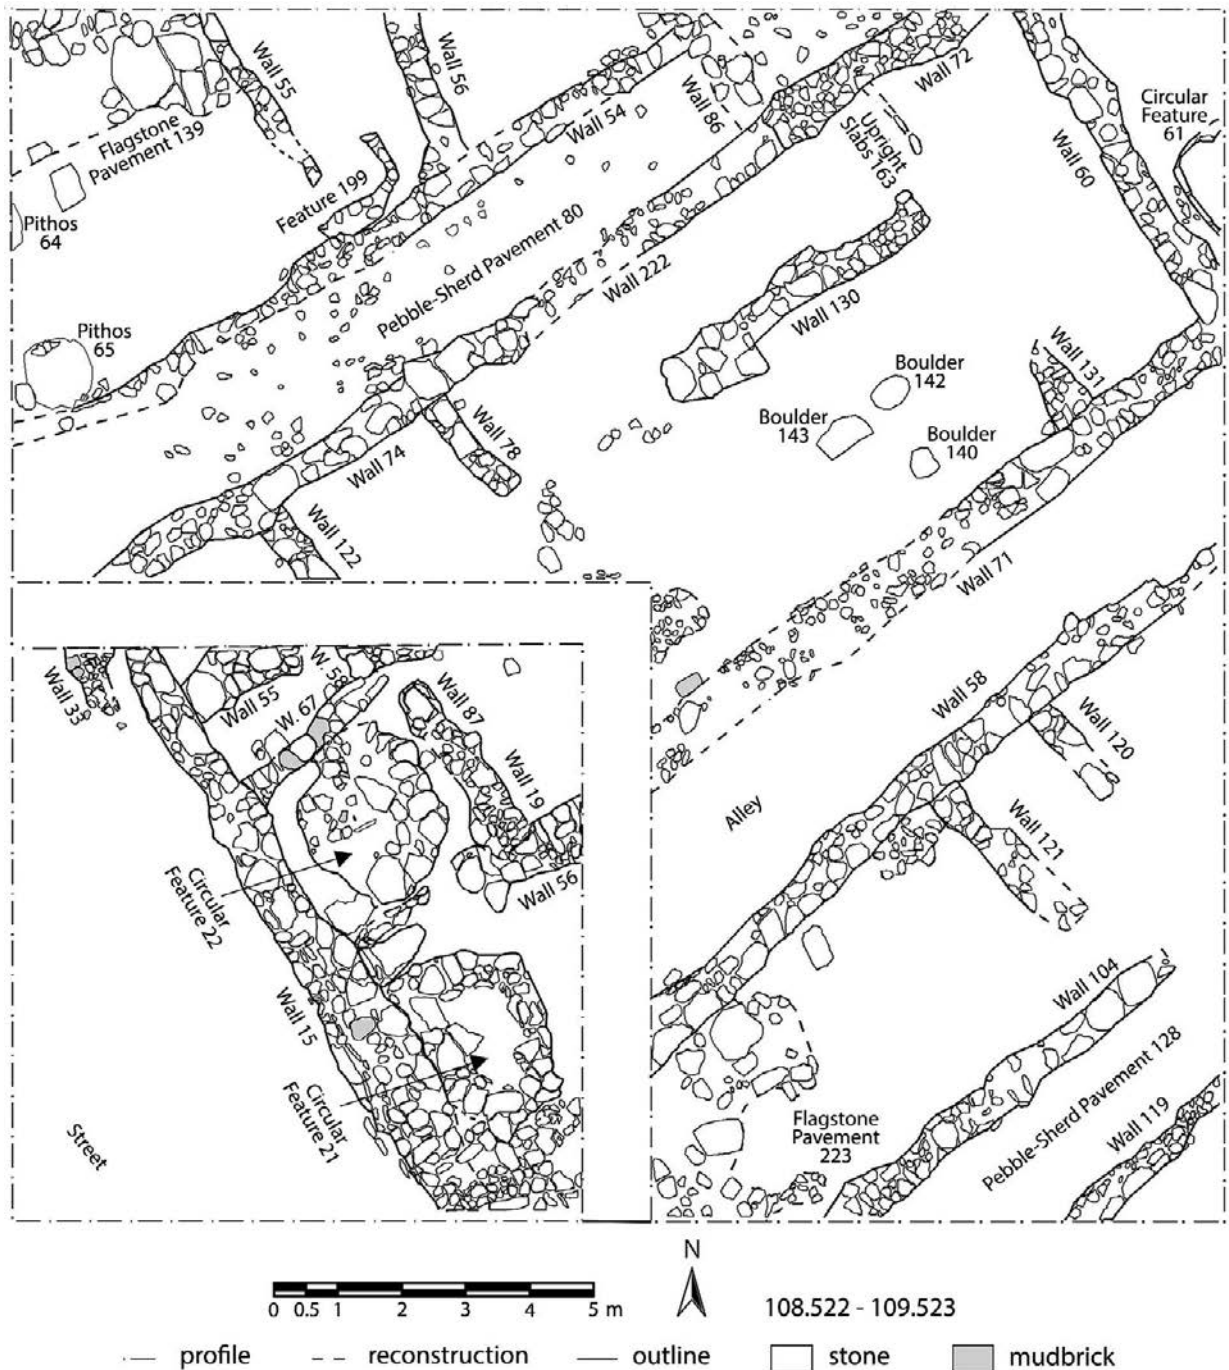 Wall 55
Wall 56
Wall 54
Wall 86
Wall 72
Upright
Slabs 163
Wall 60
Circular
Feature
61
Flagstone
Pavement 139
Pithos
64
Feature 199
Pebble-Sherd Pavement 80
Wall 222
Wall 130
Pithos
65
Boulder
142
Boulder
143
Boulder
140
Wall 131
Wall 78
Wall 74
Wall 122
Wall 71
Wall 33
Wall 55
W. 58
W. 67
Wall 87
Wall 19
Wall 56
Circular
Feature 22
Wall 15
Circular
Feature 21
Street
Wall 58
Wall 120
Alley
Wall 121
Wall 104
Pebble-Sherd Pavement 128
Wall 119
Flagstone
Pavement
223
N
0 0.5 1 2 3 4 5 m
108.522 - 109.523
profile reconstruction outline stone mudbrick